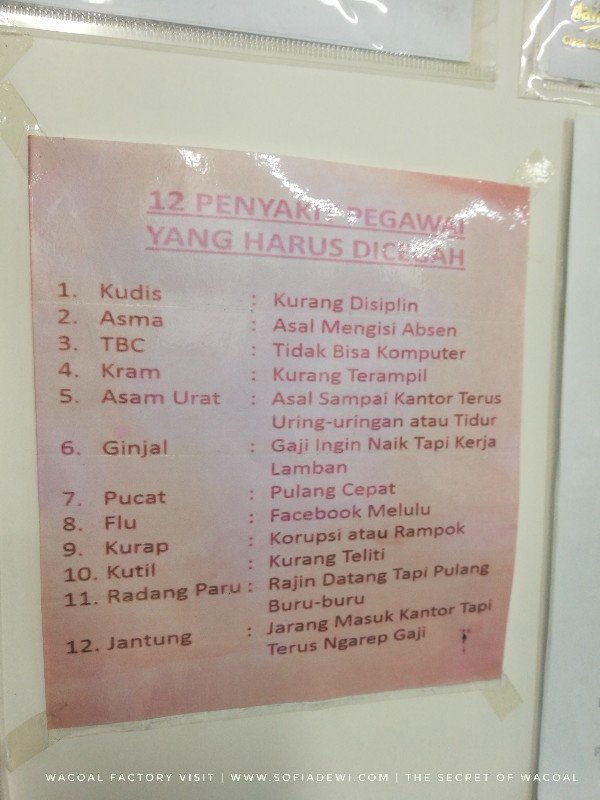 12 PENYAKIT PEGAWAI
YANG HARUS DICEGAH
1. Kudis : Kurang Disiplin
2. Asma : Asal Mengisi Absen
3. TBC : Tidak Bisa Komputer
4. Kram : Kurang Terampil
5. Asam Urat : Asal Sampai Kantor Terus
Uring-uringan atau Tidur
6. Ginjal : Gaji Ingin Naik Tapi Kerja
Lamban
7. Pucat : Pulang Cepat
8. Flu : Facebook Melulu
9. Kurap : Korupsi atau Rampok
10. Kutil : Kurang Teliti
11. Radang Paru : Rajin Datang Tapi Pulang
Buru-buru
12. Jantung : Jarang Masuk Kantor Tapi
Terus Ngarep Gaji
WACOAL FACTORY VISIT | WWW.SOFIADEWI.COM | THE SECRET OF WACOAL